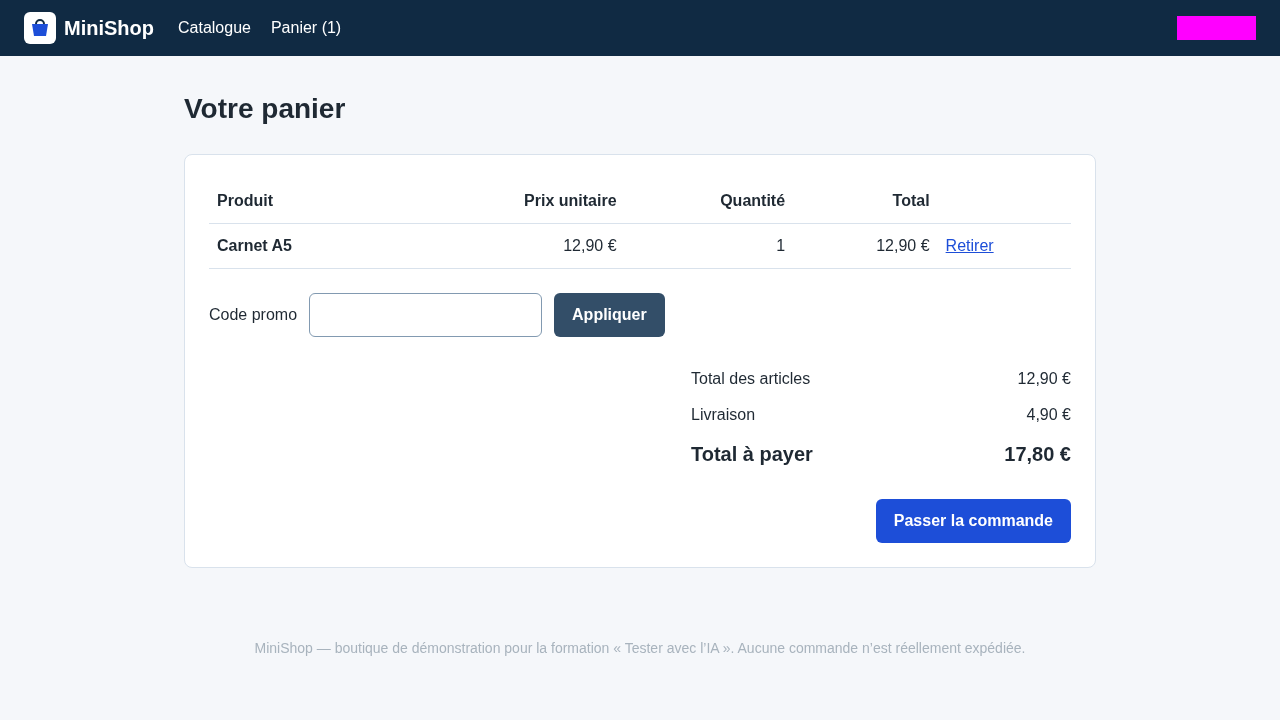 MiniShop Catalogue Panier (1)
Votre panier
Produit Prix unitaire Quantité Total
Carnet A5 12,90 € 1 12,90 € Retirer
Code promo Appliquer
Total des articles 12,90 €
Livraison 4,90 €
Total à payer 17,80 €
Passer la commande
MiniShop — boutique de démonstration pour la formation « Tester avec l’IA ». Aucune commande n’est réellement expédiée.